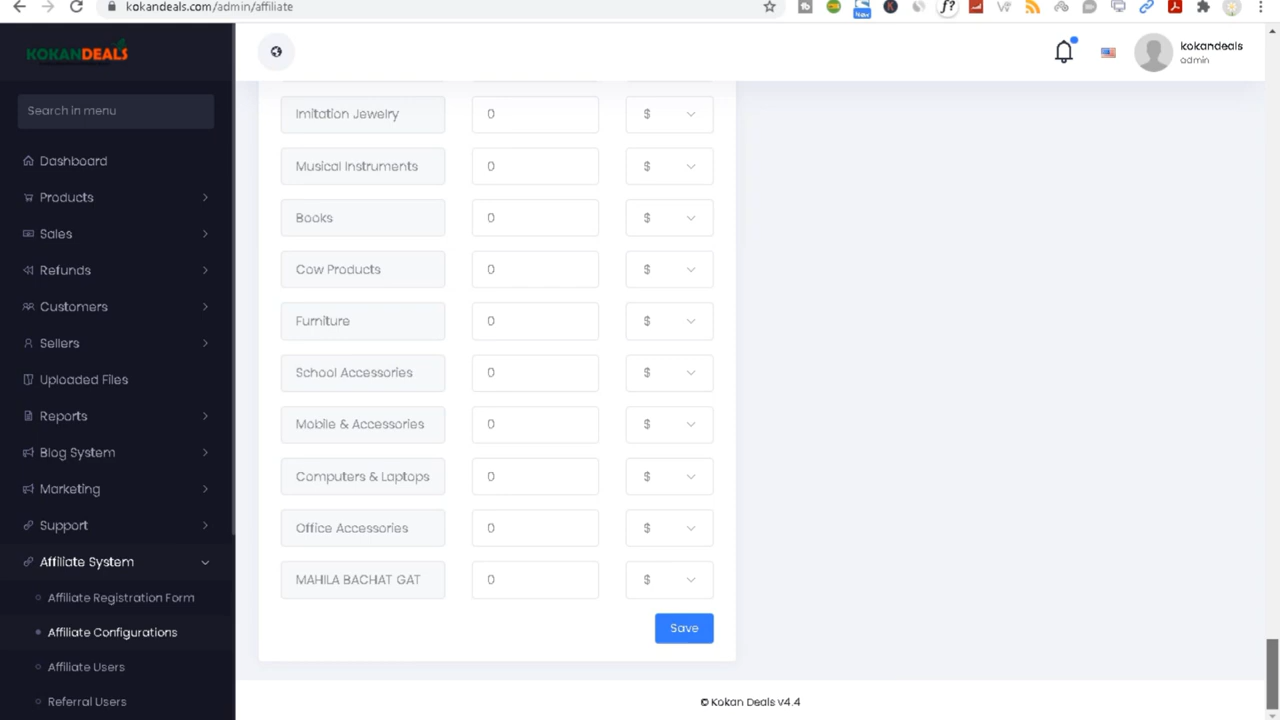 kokandeals.com/admin/affiliate
KOKANDEALS
kokandeals
admin
Search in menu
Dashboard
Products
Sales
Refunds
Customers
Sellers
Uploaded Files
Reports
Blog System
Marketing
Support
Affiliate System
Affiliate Registration Form
Affiliate Configurations
Affiliate Users
Referral Users
Imitation Jewelry 0 $
Musical Instruments 0 $
Books 0 $
Cow Products 0 $
Furniture 0 $
School Accessories 0 $
Mobile & Accessories 0 $
Computers & Laptops 0 $
Office Accessories 0 $
MAHILA BACHAT GAT 0 $
Save
© Kokan Deals v4.4